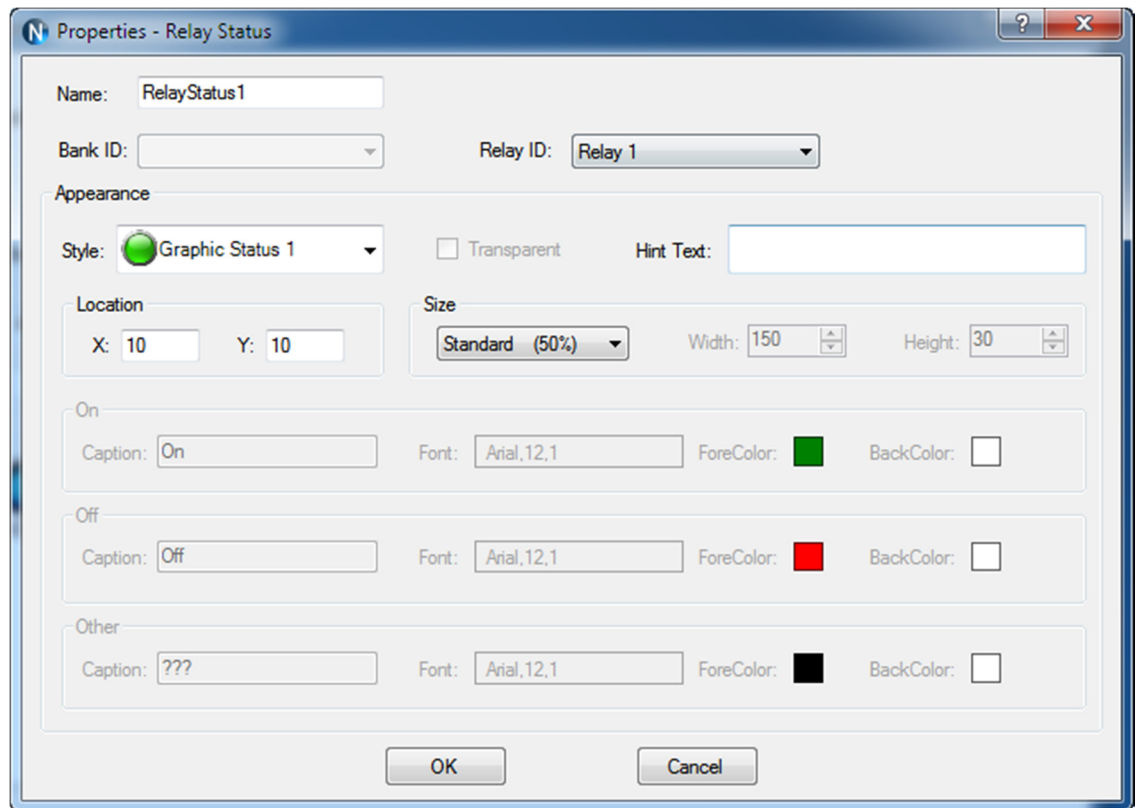 N Properties - Relay Status ? X
Name: RelayStatus1
Bank ID: Relay ID: Relay 1
Appearance
Style: Graphic Status 1 Transparent Hint Text:
Location Size
X: 10 Y: 10 Standard (50%) Width: 150 Height: 30
On
Caption: On Font: Arial,12,1 ForeColor: BackColor:
Off
Caption: Off Font: Arial,12,1 ForeColor: BackColor:
Other
Caption: ??? Font: Arial,12,1 ForeColor: BackColor:
OK Cancel